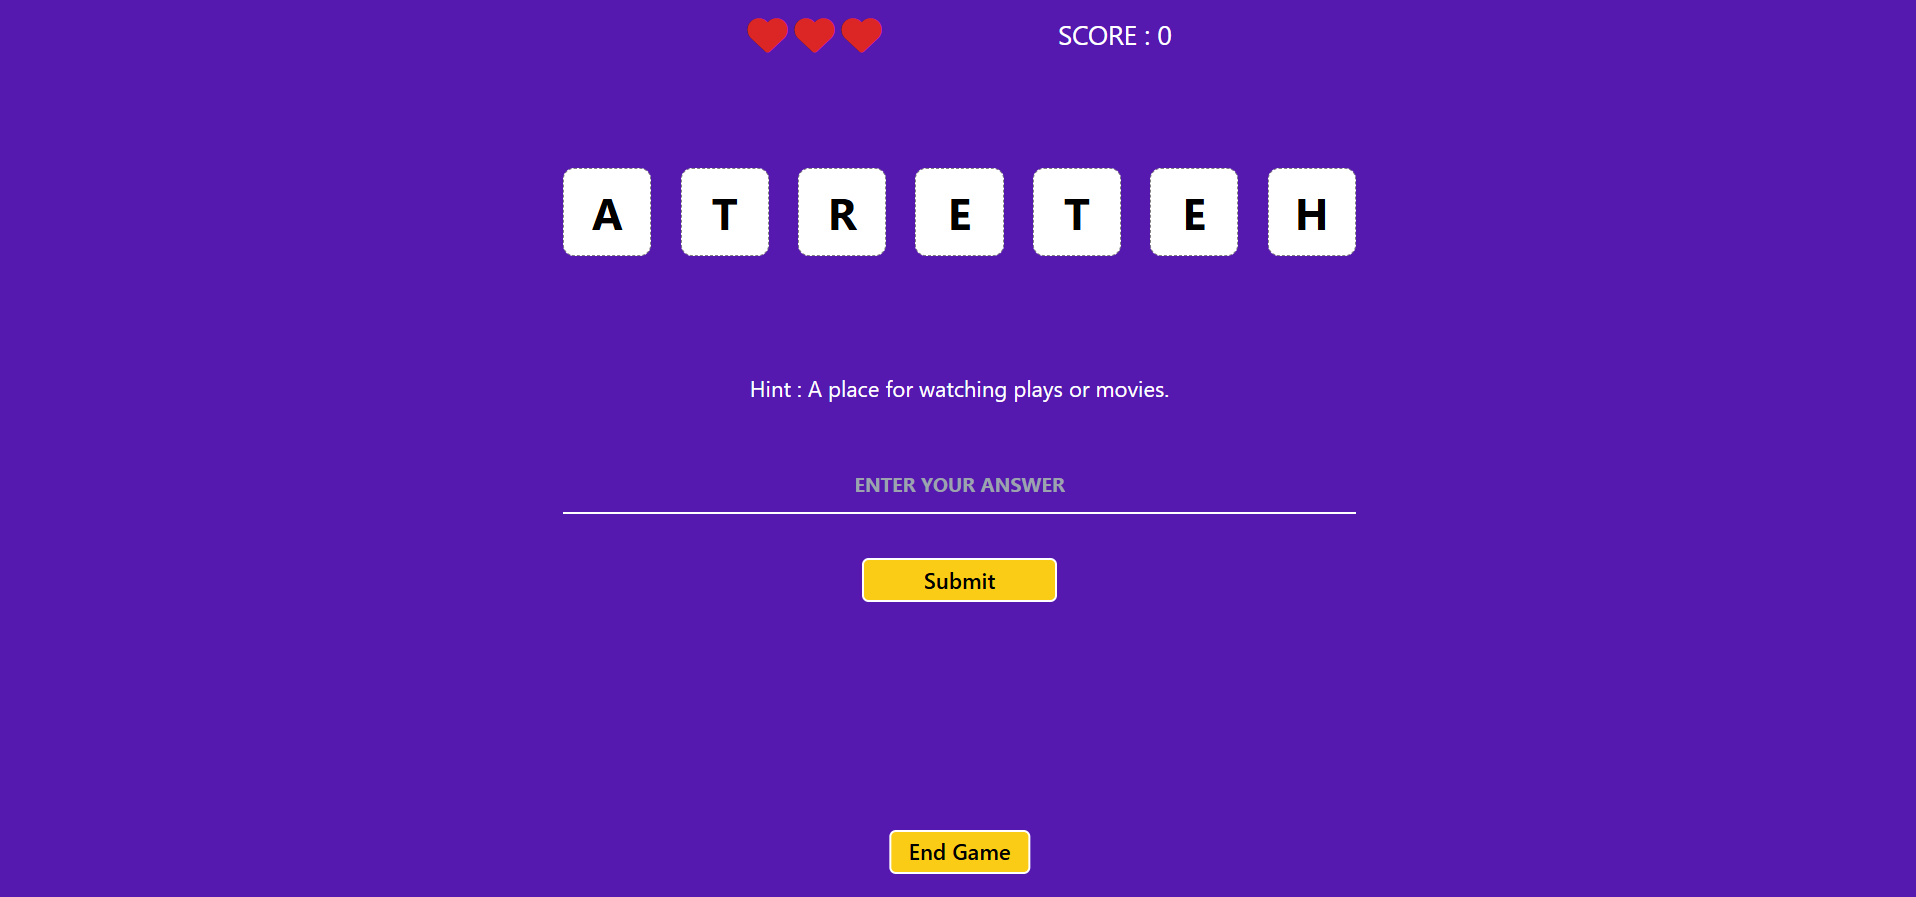 SCORE : 0
A T R E T E H
Hint : A place for watching plays or movies.
ENTER YOUR ANSWER
Submit
End Game